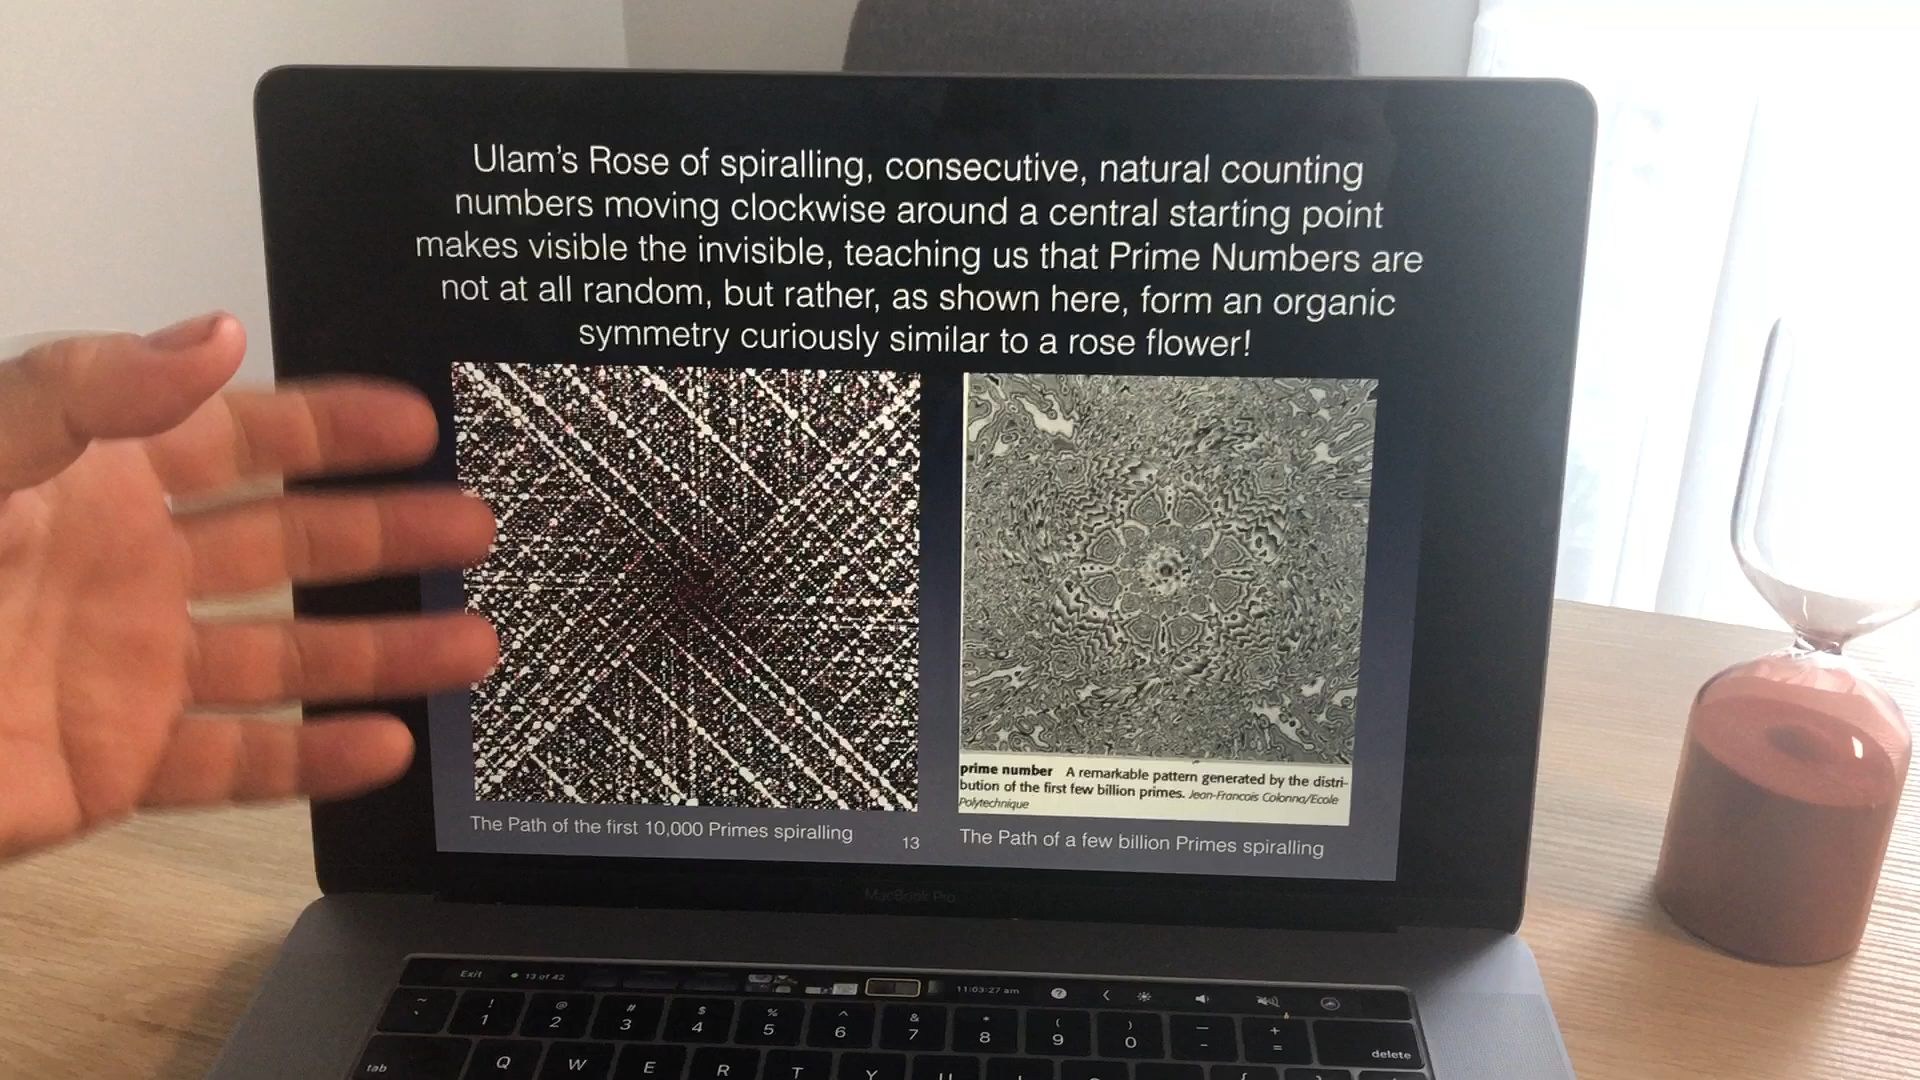 Ulam's Rose of spiralling, consecutive, natural counting
numbers moving clockwise around a central starting point
makes visible the invisible, teaching us that Prime Numbers are
not at all random, but rather, as shown here, form an organic
symmetry curiously similar to a rose flower!
prime number A remarkable pattern generated by the distri-
bution of the first few billion primes. Jean-Francois Colonna/Ecole
Polytechnique
The Path of the first 10,000 Primes spiralling
13
The Path of a few billion Primes spiralling
MacBook Pro
Exit
13 of 42
11:03:27 am
~ ! @ # $ % ^ & * ( ) — +
` 1 2 3 4 5 6 7 8 9 0 - =
delete
tab Q W E R T Y